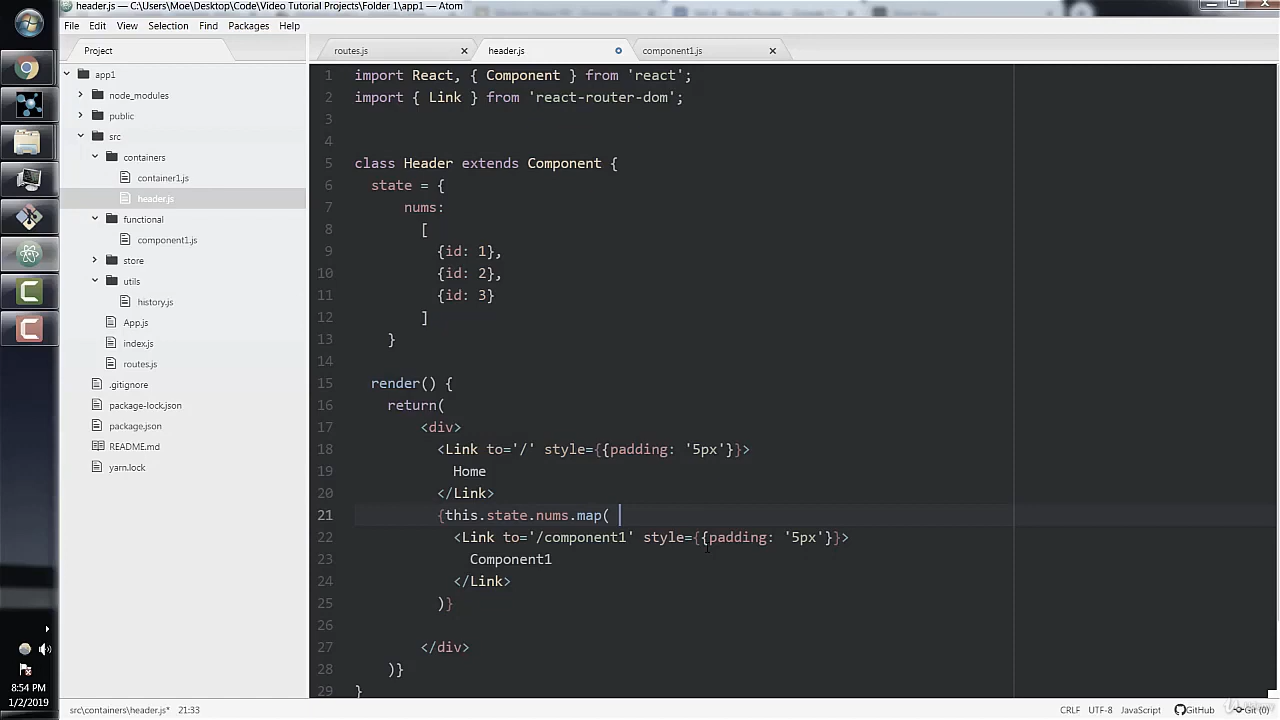 header.js — C:\Users\Moe\Desktop\Code\Video Tutorial Projects\Folder 1\app1 — Atom
File Edit View Selection Find Packages Help
Project
routes.js
header.js
component1.js
app1
node_modules
public
src
containers
container1.js
header.js
functional
component1.js
store
utils
history.js
App.js
index.js
routes.js
.gitignore
package-lock.json
package.json
README.md
yarn.lock
1 import React, { Component } from 'react';
2 import { Link } from 'react-router-dom';
3
4
5 class Header extends Component {
6 state = {
7 nums:
8 [
9 {id: 1},
10 {id: 2},
11 {id: 3}
12 ]
13 }
14
15 render() {
16 return(
17 <div>
18 <Link to='/' style={{padding: '5px'}}>
19 Home
20 </Link>
21 {this.state.nums.map(
22 <Link to='/component1' style={{padding: '5px'}}>
23 Component1
24 </Link>
25 )}
26
27 </div>
28 )}
29 }
8:54 PM
1/2/2019
src\containers\header.js* 21:33
CRLF UTF-8 JavaScript GitHub Git (0)